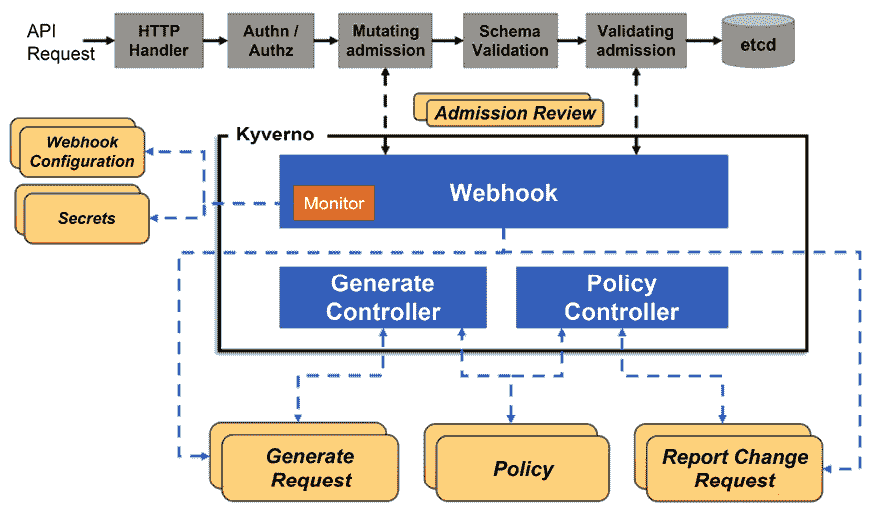 API
Request
HTTP
Handler
Authn /
Authz
Mutating
admission
Schema
Validation
Validating
admission
etcd
Admission Review
Kyverno
Webhook
Configuration
Secrets
Monitor
Webhook
Generate
Controller
Policy
Controller
Generate
Request
Policy
Report Change
Request